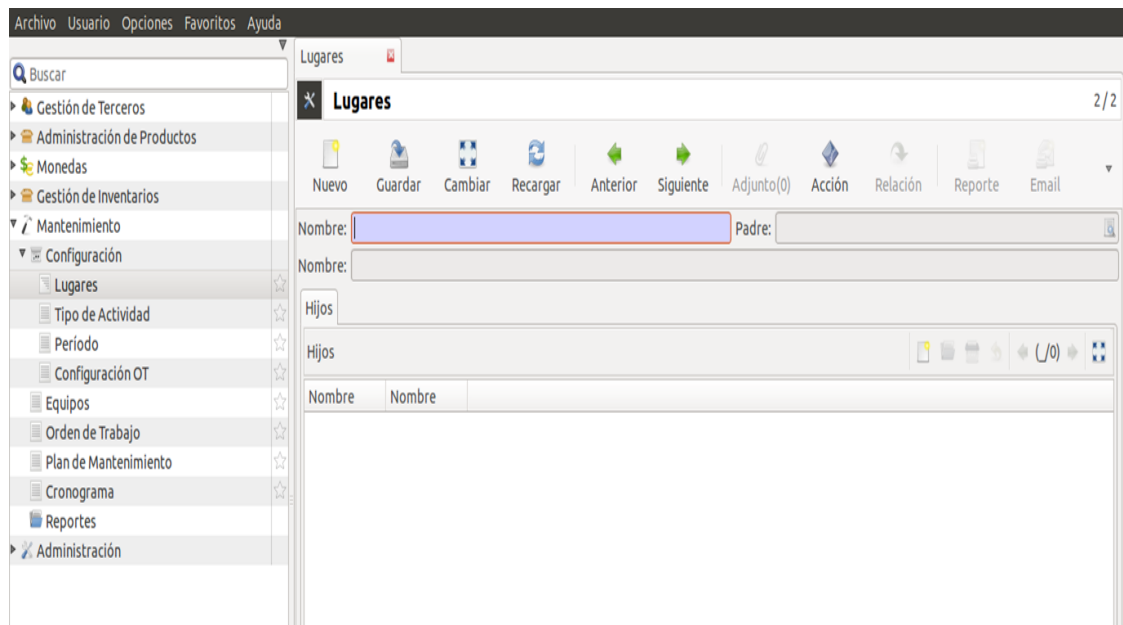 Archivo Usuario Opciones Favoritos Ayuda
Buscar
Gestión de Terceros
Administración de Productos
Monedas
Gestión de Inventarios
Mantenimiento
Configuración
Lugares
Tipo de Actividad
Período
Configuración OT
Equipos
Orden de Trabajo
Plan de Mantenimiento
Cronograma
Reportes
Administración
Lugares
Lugares 2/2
Nuevo Guardar Cambiar Recargar Anterior Siguiente Adjunto(0) Acción Relación Reporte Email
Nombre: Padre:
Nombre:
Hijos
Hijos (_/0)
Nombre Nombre